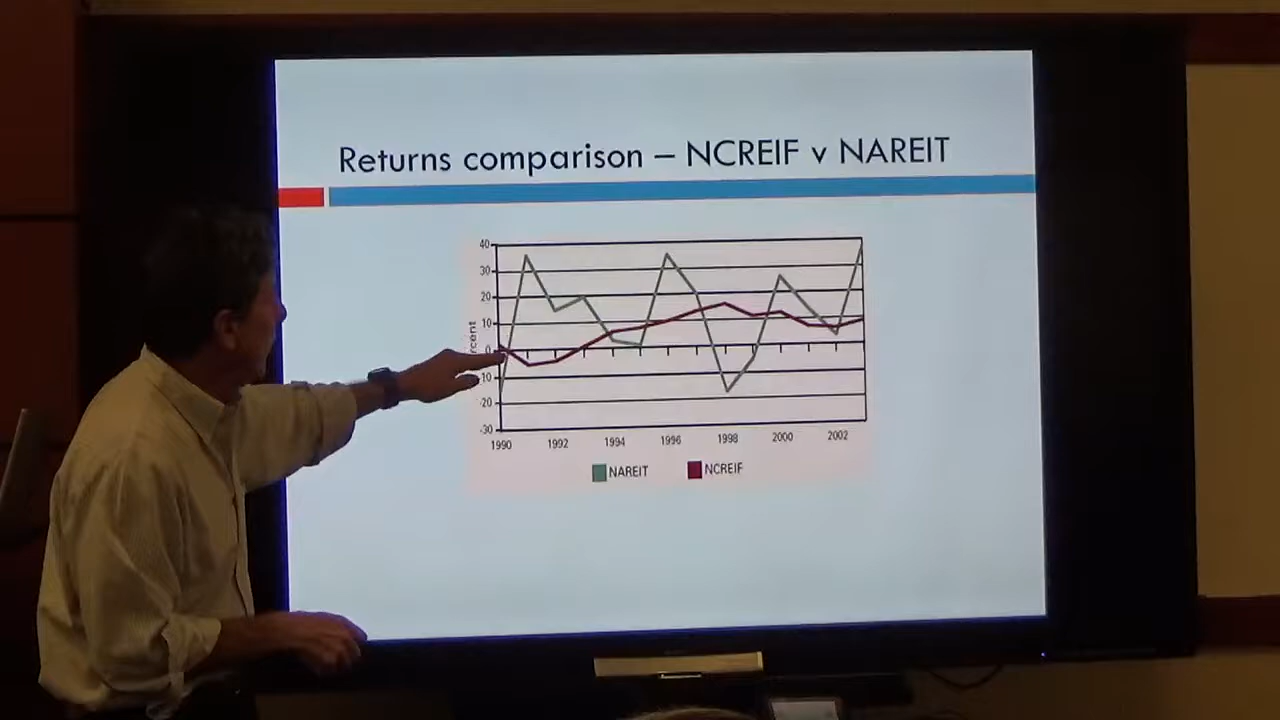 Returns comparison – NCREIF v NAREIT
40
30
20
10
0
10
-20
-30
rcent
1990 1992 1994 1996 1998 2000 2002
NAREIT NCREIF